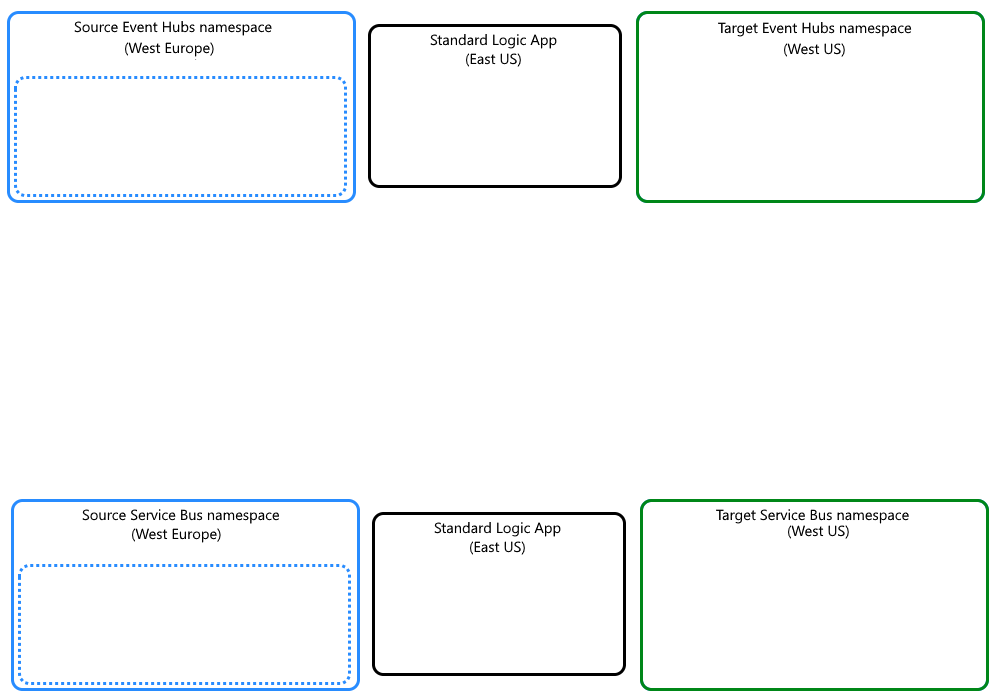 Source Event Hubs namespace
(West Europe)
Standard Logic App
(East US)
Target Event Hubs namespace
(West US)
Source Service Bus namespace
(West Europe)
Standard Logic App
(East US)
Target Service Bus namespace
(West US)